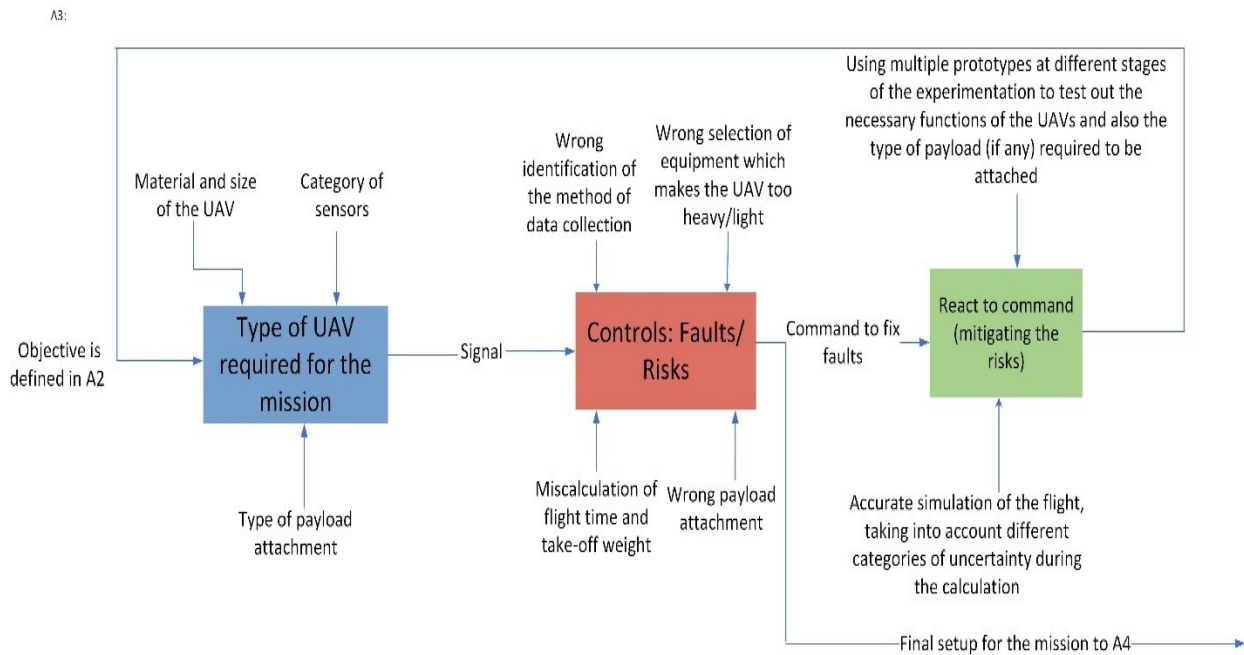 A3:
Using multiple prototypes at different stages
of the experimentation to test out the
necessary functions of the UAVs and also the
type of payload (if any) required to be
attached
Wrong
identification of
the method of
data collection
Wrong selection of
equipment which
makes the UAV too
heavy/light
Material and size
of the UAV
Category of
sensors
Objective is
defined in A2
Type of UAV
required for the
mission
Signal
Controls: Faults/
Risks
Command to fix
faults
React to command
(mitigating the
risks)
Type of payload
attachment
Miscalculation of
flight time and
take-off weight
Wrong payload
attachment
Accurate simulation of the flight,
taking into account different
categories of uncertainty during
the calculation
Final setup for the mission to A4